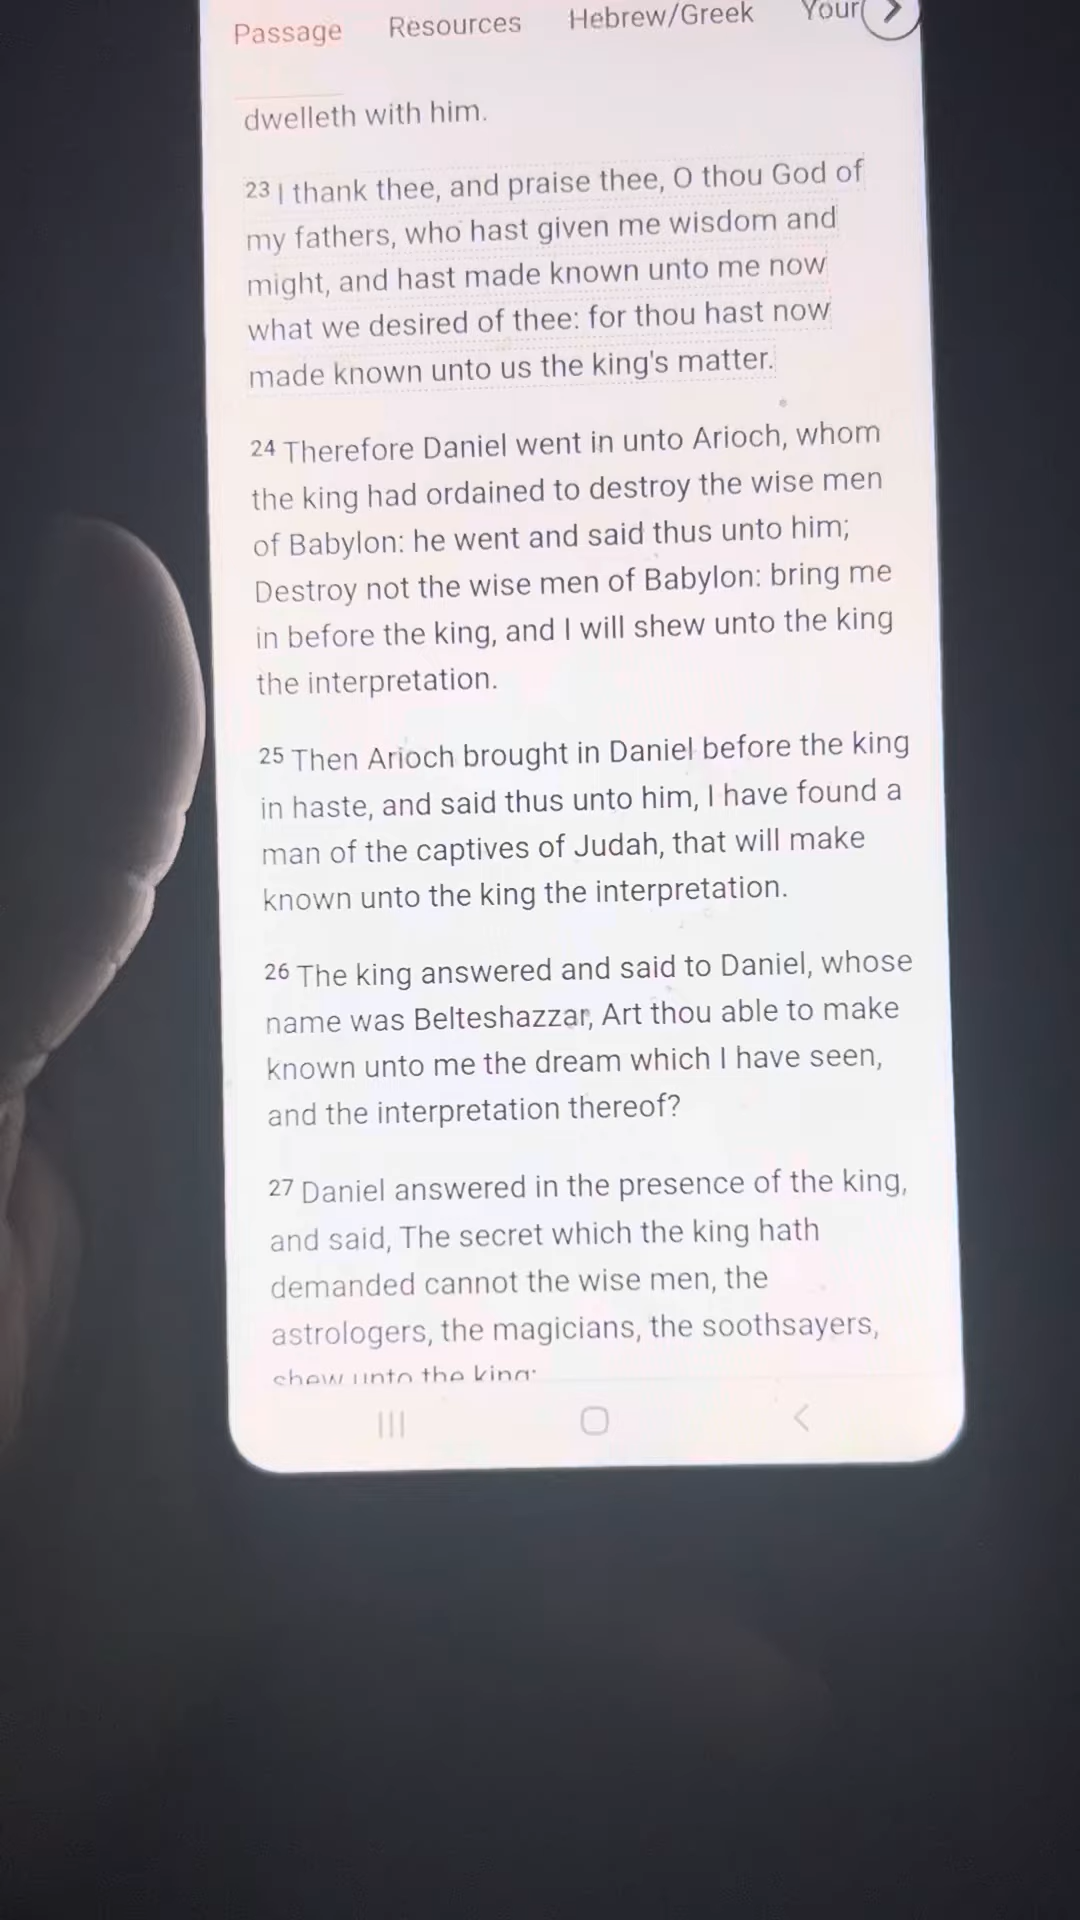 Passage Resources Hebrew/Greek Your
dwelleth with him.
23 I thank thee, and praise thee, O thou God of
my fathers, who hast given me wisdom and
might, and hast made known unto me now
what we desired of thee: for thou hast now
made known unto us the king's matter.
24 Therefore Daniel went in unto Arioch, whom
the king had ordained to destroy the wise men
of Babylon: he went and said thus unto him;
Destroy not the wise men of Babylon: bring me
in before the king, and I will shew unto the king
the interpretation.
25 Then Arioch brought in Daniel before the king
in haste, and said thus unto him, I have found a
man of the captives of Judah, that will make
known unto the king the interpretation.
26 The king answered and said to Daniel, whose
name was Belteshazzar, Art thou able to make
known unto me the dream which I have seen,
and the interpretation thereof?
27 Daniel answered in the presence of the king,
and said, The secret which the king hath
demanded cannot the wise men, the
astrologers, the magicians, the soothsayers,
shew unto the king;